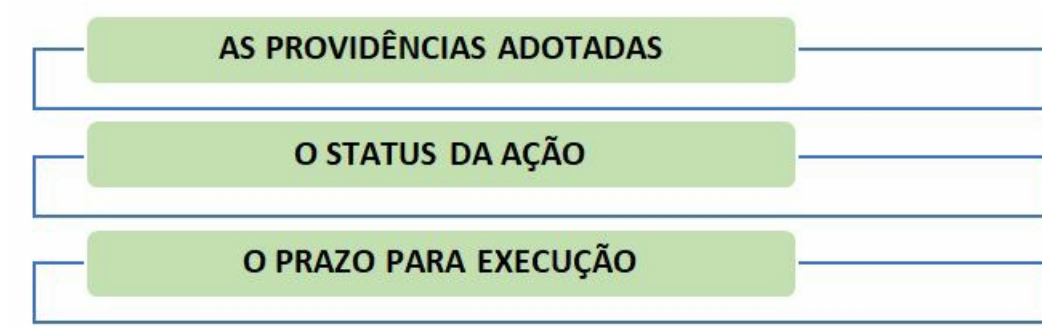 AS PROVIDÊNCIAS ADOTADAS
O STATUS DA AÇÃO
O PRAZO PARA EXECUÇÃO